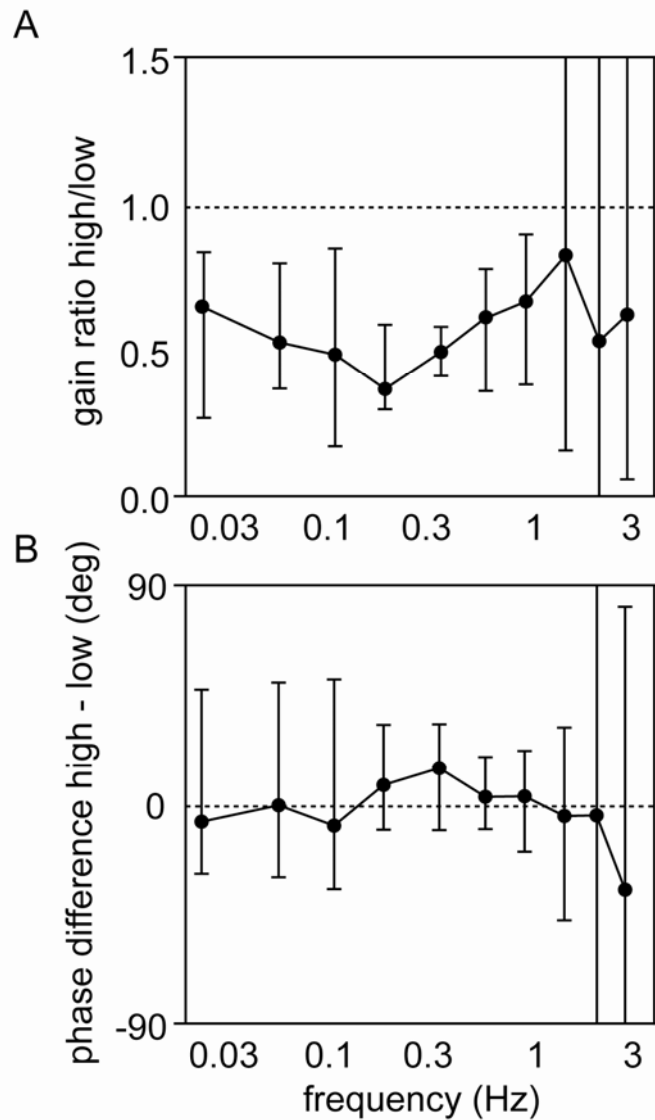 A
gain ratio high/low
1.5
1.0
0.5
0.0
0.03 0.1 0.3 1 3
B
phase difference high - low (deg)
90
0
-90
0.03 0.1 0.3 1 3
frequency (Hz)